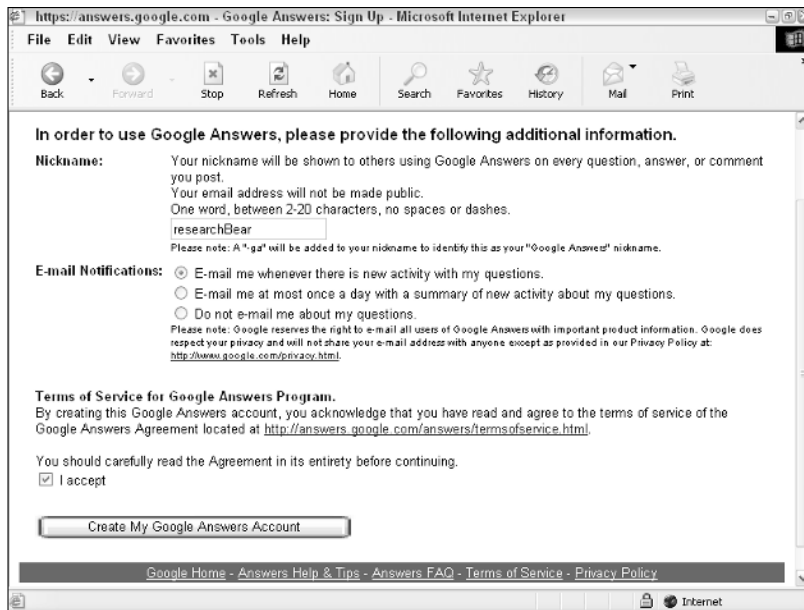 https://answers.google.com - Google Answers: Sign Up - Microsoft Internet Explorer
File Edit View Favorites Tools Help
Back Forward Stop Refresh Home Search Favorites History Mail Print
In order to use Google Answers, please provide the following additional information.
Nickname: Your nickname will be shown to others using Google Answers on every question, answer, or comment
you post.
Your email address will not be made public.
One word, between 2-20 characters, no spaces or dashes.
researchBear
Please note: A "-ga" will be added to your nickname to identify this as your "Google Answers" nickname.
E-mail Notifications: E-mail me whenever there is new activity with my questions.
E-mail me at most once a day with a summary of new activity about my questions.
Do not e-mail me about my questions.
Please note: Google reserves the right to e-mail all users of Google Answers with important product information. Google does
respect your privacy and will not share your e-mail address with anyone except as provided in our Privacy Policy at:
http://www.google.com/privacy.html.
Terms of Service for Google Answers Program.
By creating this Google Answers account, you acknowledge that you have read and agree to the terms of service of the
Google Answers Agreement located at http://answers.google.com/answers/termsofservice.html.
You should carefully read the Agreement in its entirety before continuing.
I accept
Create My Google Answers Account
Google Home - Answers Help & Tips - Answers FAQ - Terms of Service - Privacy Policy
Internet